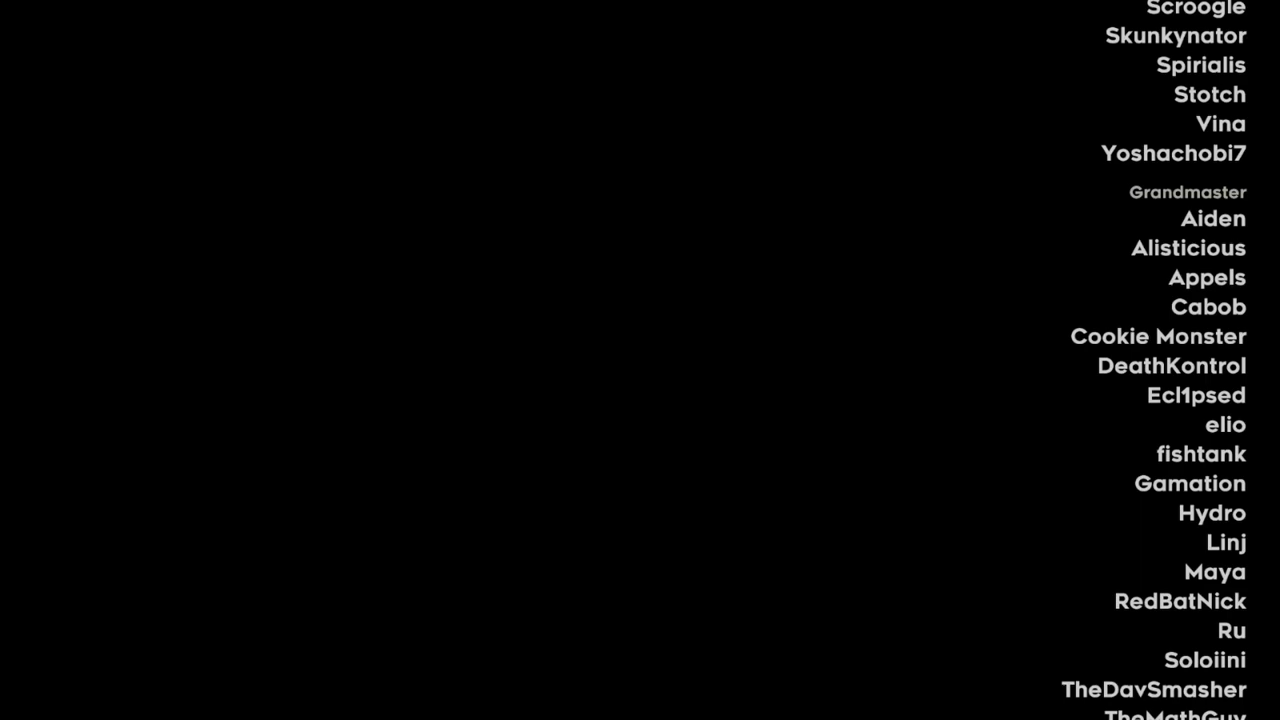 Scroogle
Skunkynator
Spirialis
Stotch
Vina
Yoshachobi7
Grandmaster
Aiden
Alisticious
Appels
Cabob
Cookie Monster
DeathKontrol
Ecl1psed
elio
fishtank
Gamation
Hydro
Linj
Maya
RedBatNick
Ru
Soloiini
TheDavSmasher
TheMathGuy